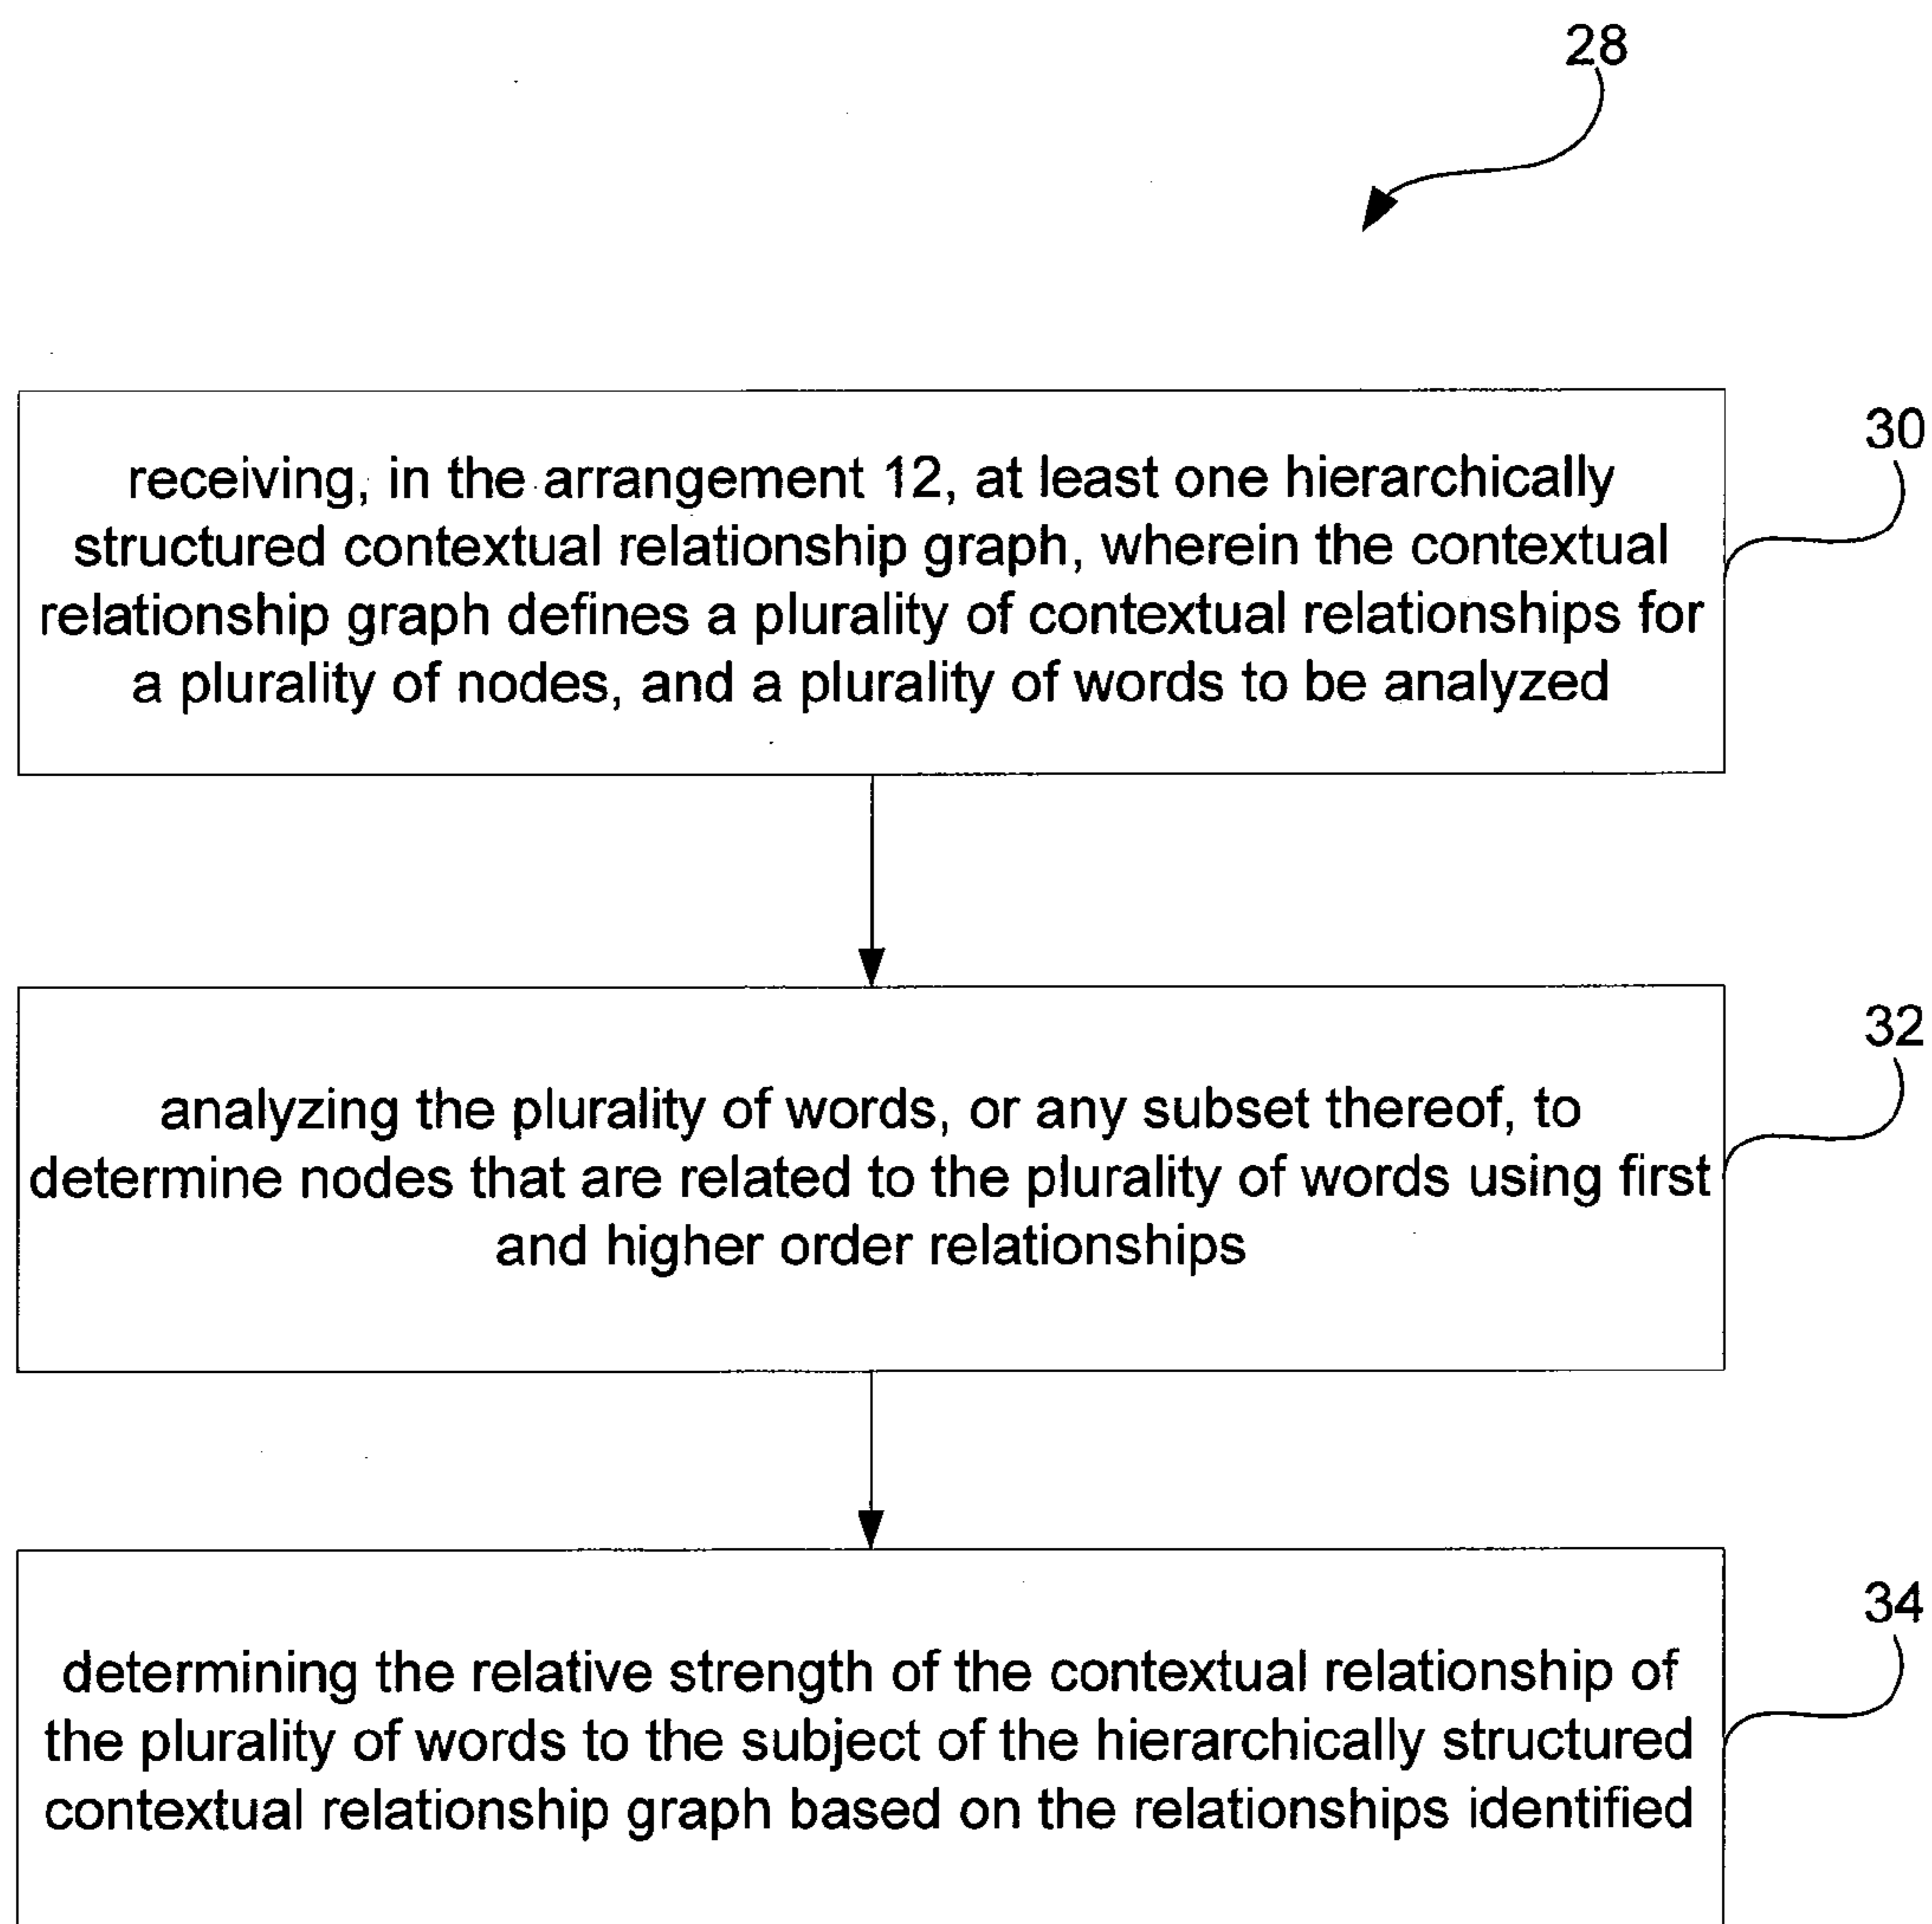 28
30
receiving, in the arrangement 12, at least one hierarchically
structured contextual relationship graph, wherein the contextual
relationship graph defines a plurality of contextual relationships for
a plurality of nodes, and a plurality of words to be analyzed
32
analyzing the plurality of words, or any subset thereof, to
determine nodes that are related to the plurality of words using first
and higher order relationships
34
determining the relative strength of the contextual relationship of
the plurality of words to the subject of the hierarchically structured
contextual relationship graph based on the relationships identified